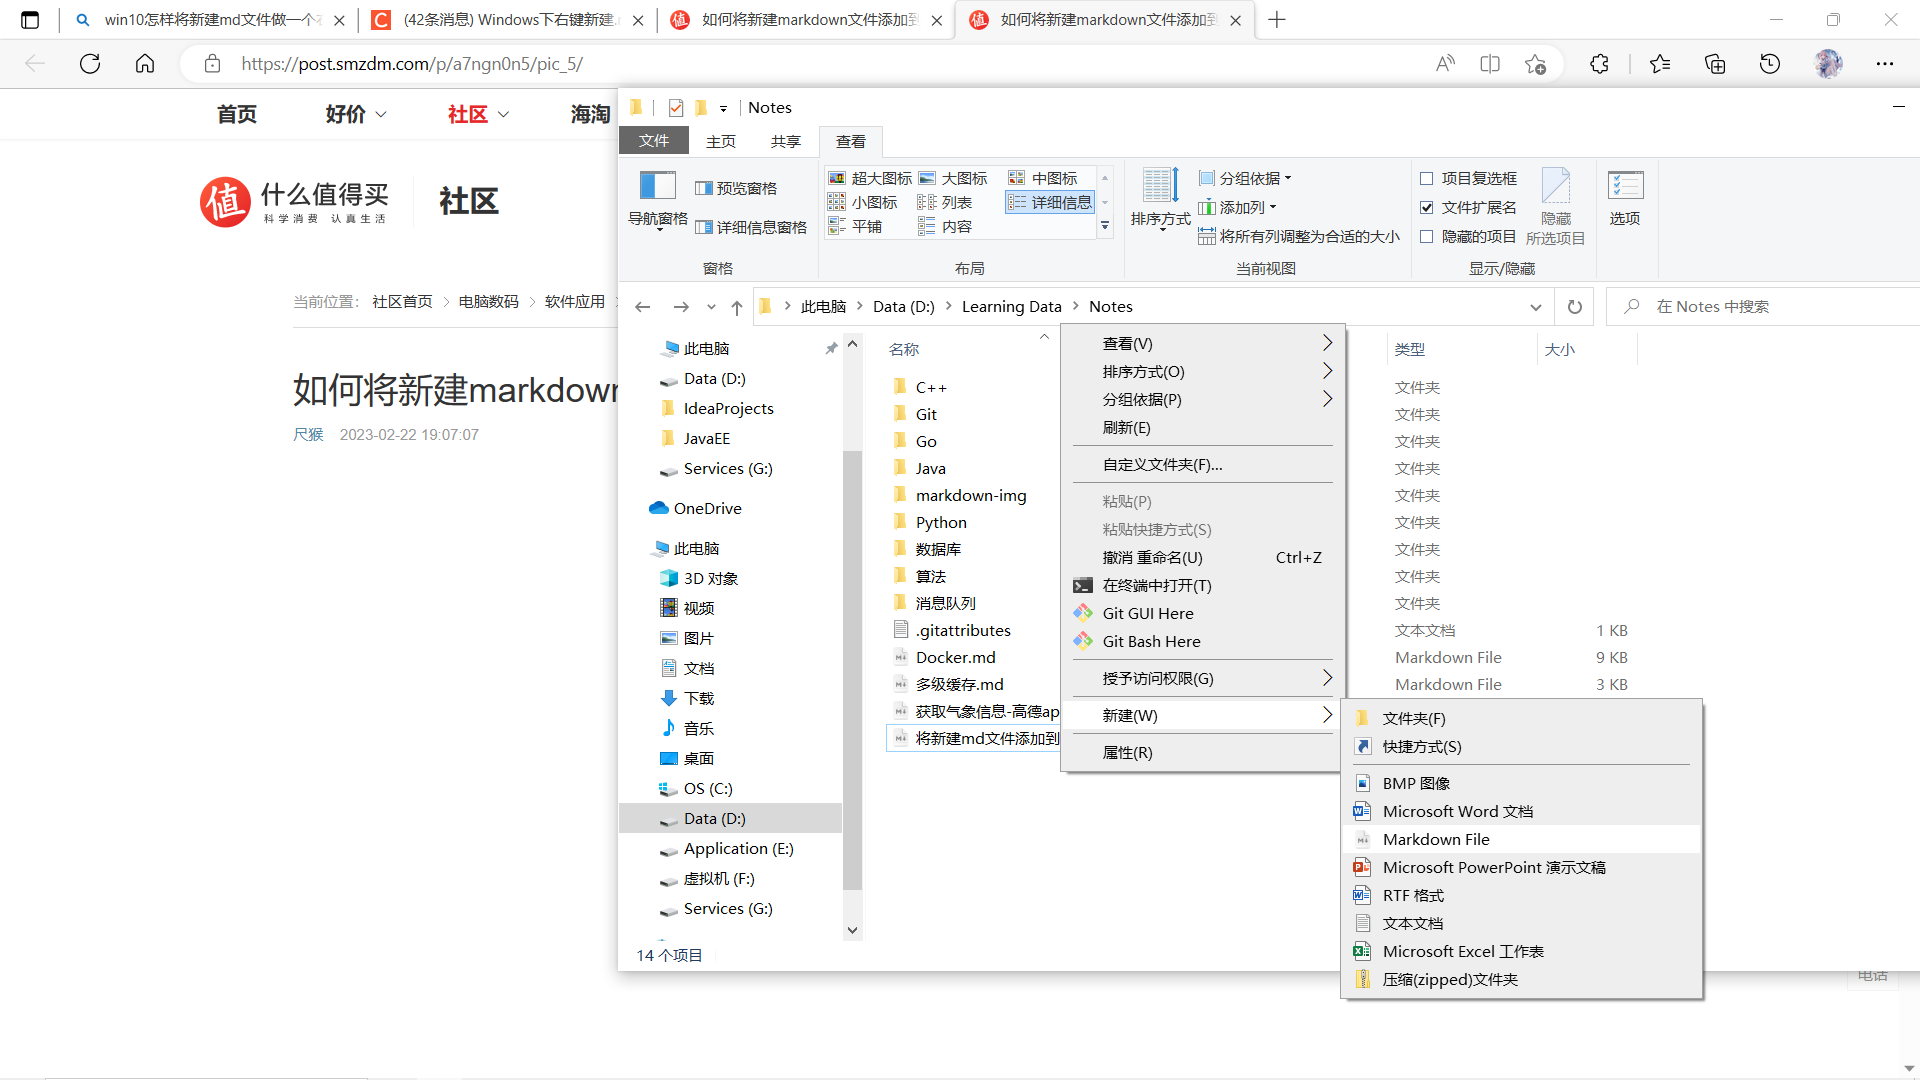 win10怎样将新建md文件做一个
(42条消息) Windows下右键新建.
如何将新建markdown文件添加到
如何将新建markdown文件添加到
https://post.smzdm.com/p/a7ngn0n5/pic_5/
首页
好价
社区
海淘
值
什么值得买
科学消费 认真生活
社区
当前位置：
社区首页
电脑数码
软件应用
如何将新建markdown
尺猴
2023-02-22 19:07:07
Notes
文件
主页
共享
查看
导航窗格
预览窗格
详细信息窗格
窗格
超大图标
大图标
中图标
小图标
列表
详细信息
平铺
内容
布局
排序方式
分组依据
添加列
将所有列调整为合适的大小
当前视图
项目复选框
文件扩展名
隐藏的项目
隐藏
所选项目
显示/隐藏
选项
此电脑
Data (D:)
Learning Data
Notes
在 Notes 中搜索
此电脑
Data (D:)
IdeaProjects
JavaEE
Services (G:)
OneDrive
此电脑
3D 对象
视频
图片
文档
下载
音乐
桌面
OS (C:)
Data (D:)
Application (E:)
虚拟机 (F:)
Services (G:)
14 个项目
名称
类型
大小
C++
文件夹
Git
文件夹
Go
文件夹
Java
文件夹
markdown-img
文件夹
Python
文件夹
数据库
文件夹
算法
文件夹
消息队列
文件夹
.gitattributes
文本文档
1 KB
Docker.md
Markdown File
9 KB
多级缓存.md
Markdown File
3 KB
获取气象信息-高德ap
将新建md文件添加到
查看(V)
排序方式(O)
分组依据(P)
刷新(E)
自定义文件夹(F)...
粘贴(P)
粘贴快捷方式(S)
撤消 重命名(U)
Ctrl+Z
在终端中打开(T)
Git GUI Here
Git Bash Here
授予访问权限(G)
新建(W)
属性(R)
文件夹(F)
快捷方式(S)
BMP 图像
Microsoft Word 文档
Markdown File
Microsoft PowerPoint 演示文稿
RTF 格式
文本文档
Microsoft Excel 工作表
压缩(zipped)文件夹
电话